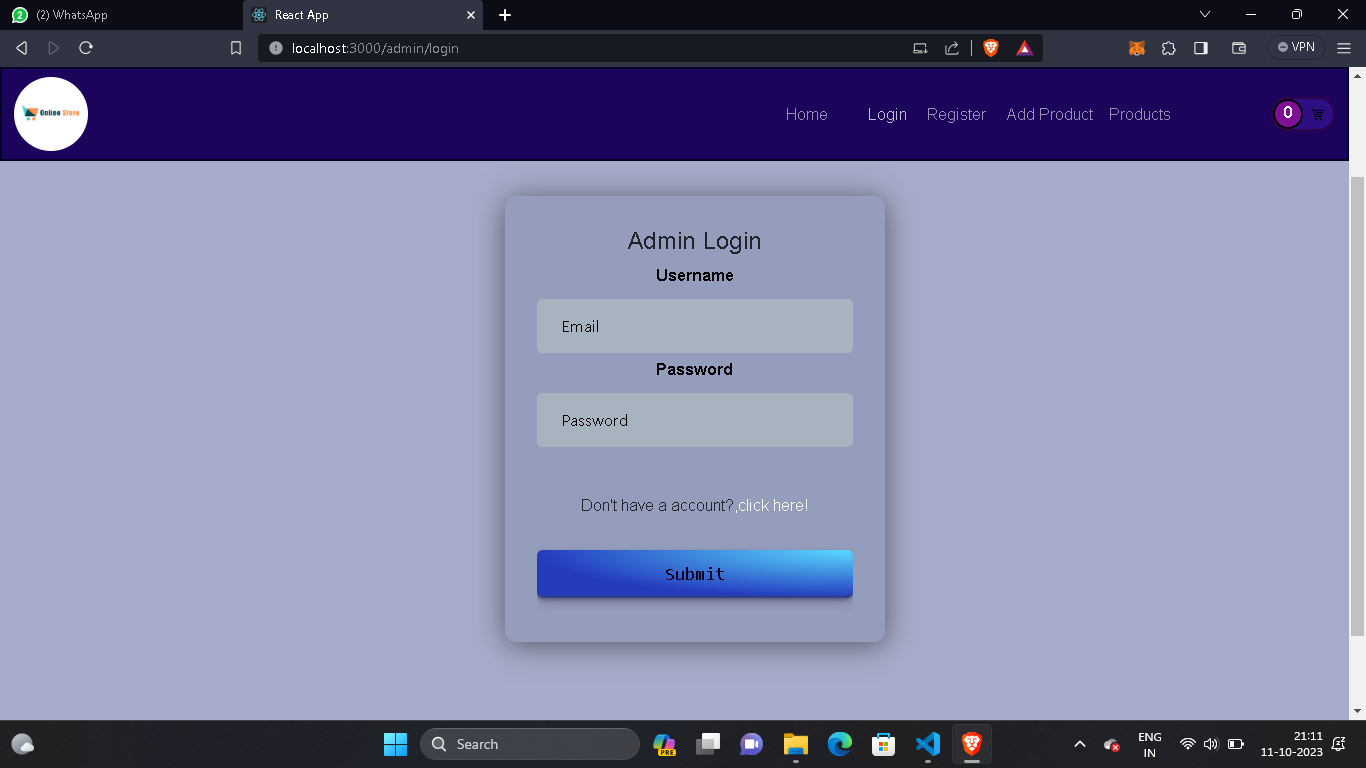 (2) WhatsApp
React App
localhost:3000/admin/login
VPN
Online Store
Home Login Register Add Product Products
0
Admin Login
Username
Email
Password
Password
Don't have a account?,click here!
Submit
Search
PRE
ENG
IN
21:11
11-10-2023